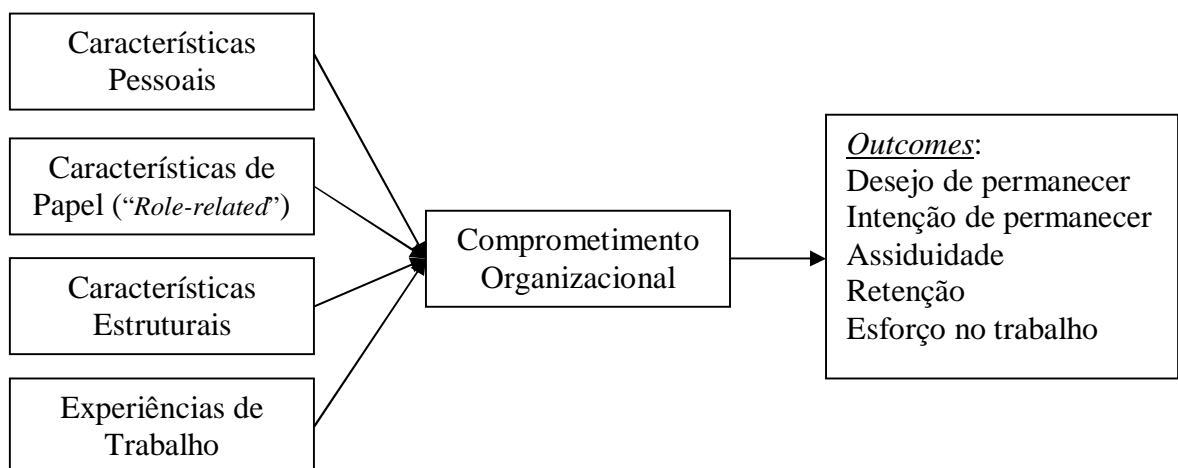 Características
Pessoais
Características de
Papel (“Role-related”)
Características
Estruturais
Experiências de
Trabalho
Comprometimento
Organizacional
Outcomes:
Desejo de permanecer
Intenção de permanecer
Assiduidade
Retenção
Esforço no trabalho